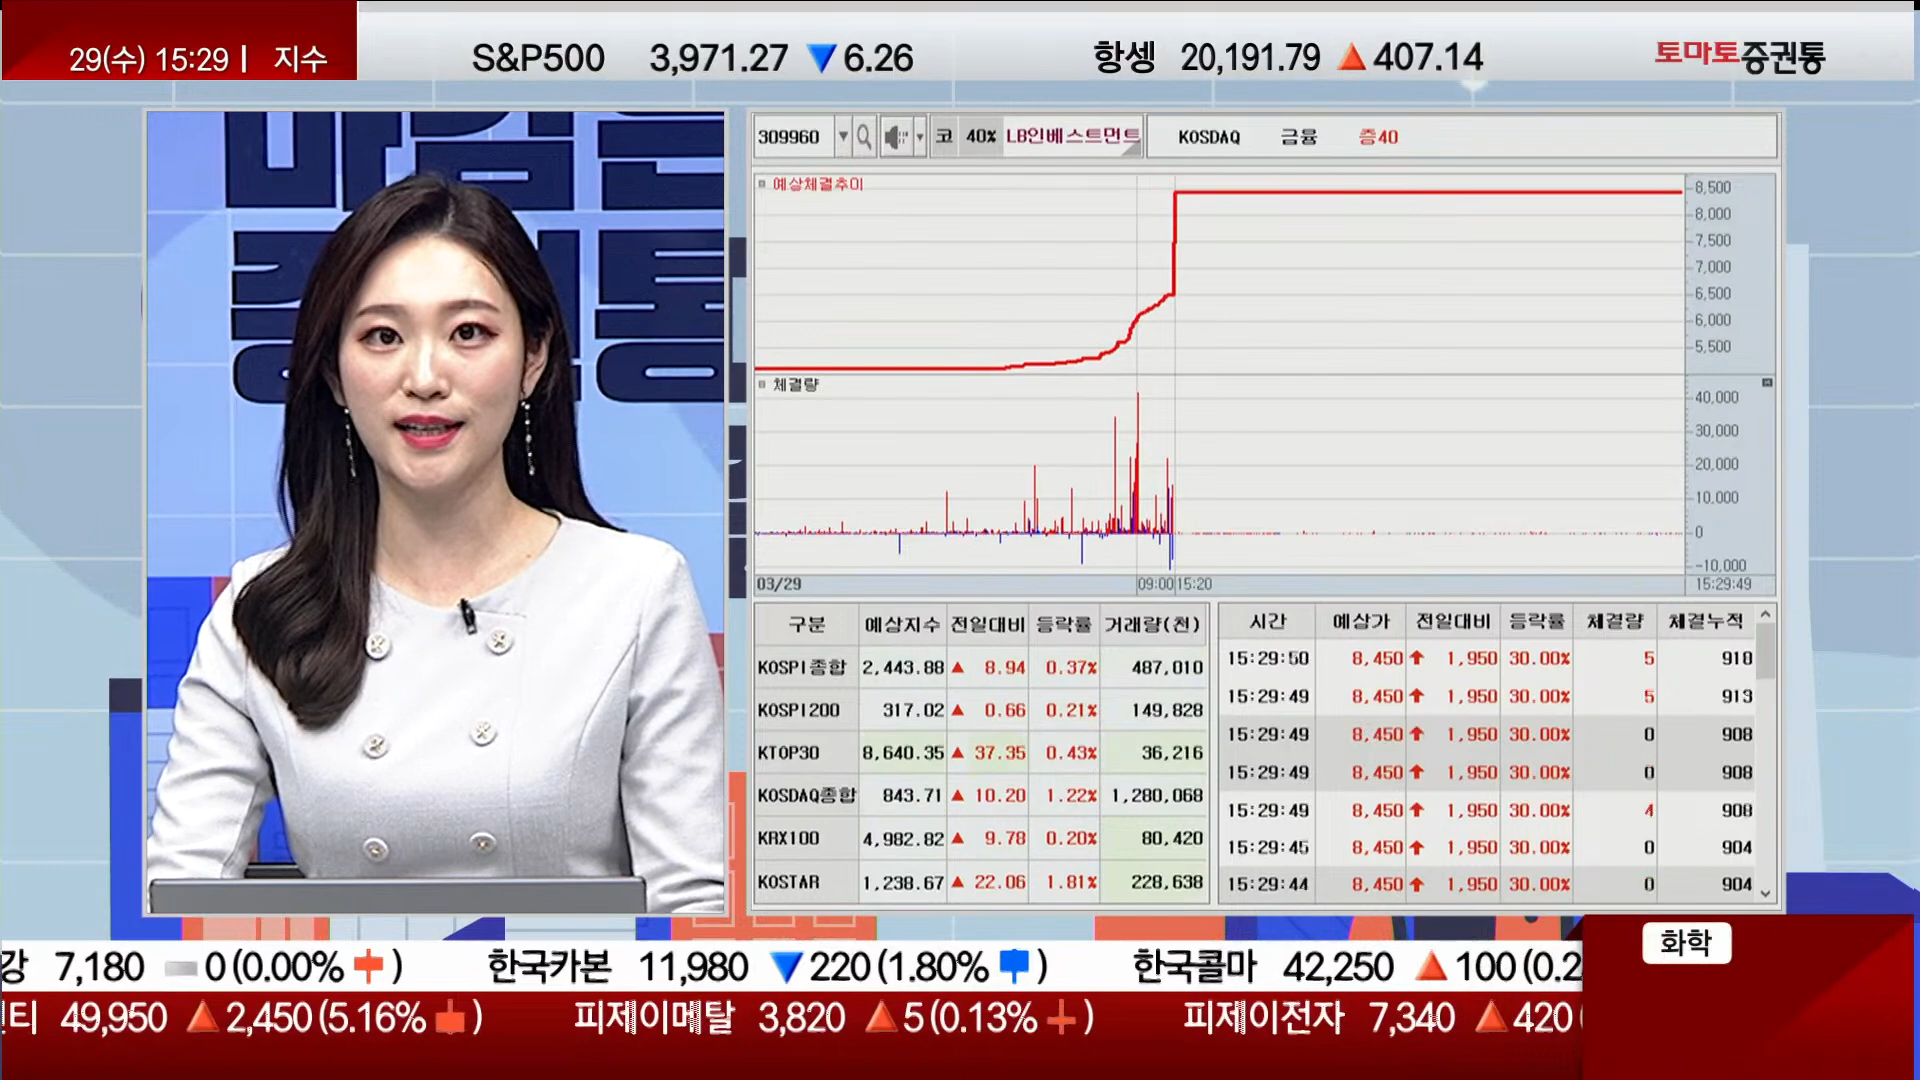 29(수) 15:29 | 지수 S&P500 3,971.27 ▼6.26 항셍 20,191.79 ▲407.14 토마토증권통
309960 코 40% LB인베스트먼트 KOSDAQ 금융 증40
예상체결추이
8,500
8,000
7,500
7,000
6,500
6,000
5,500
체결량
40,000
30,000
20,000
10,000
0
-10,000
03/29 09:00 15:20 15:29:49
구분 예상지수 전일대비 등락률 거래량(천)
KOSPI종합 2,443.88 ▲ 8.94 0.37% 487,010
KOSPI200 317.02 ▲ 0.66 0.21% 149,828
KTOP30 8,640.35 ▲ 37.35 0.43% 36,216
KOSDAQ종합 843.71 ▲ 10.20 1.22% 1,280,068
KRX100 4,982.82 ▲ 9.78 0.20% 80,420
KOSTAR 1,238.67 ▲ 22.06 1.81% 228,638
시간 예상가 전일대비 등락률 체결량 체결누적
15:29:50 8,450 ↑ 1,950 30.00% 5 918
15:29:49 8,450 ↑ 1,950 30.00% 5 913
15:29:49 8,450 ↑ 1,950 30.00% 0 908
15:29:49 8,450 ↑ 1,950 30.00% 0 908
15:29:49 8,450 ↑ 1,950 30.00% 4 908
15:29:45 8,450 ↑ 1,950 30.00% 0 904
15:29:44 8,450 ↑ 1,950 30.00% 0 904
화학
강 7,180 0(0.00% ) 한국카본 11,980 ▼220(1.80% ) 한국콜마 42,250 ▲100(0.2
티 49,950 ▲2,450(5.16% ) 피제이메탈 3,820 ▲5(0.13% ) 피제이전자 7,340 ▲420(